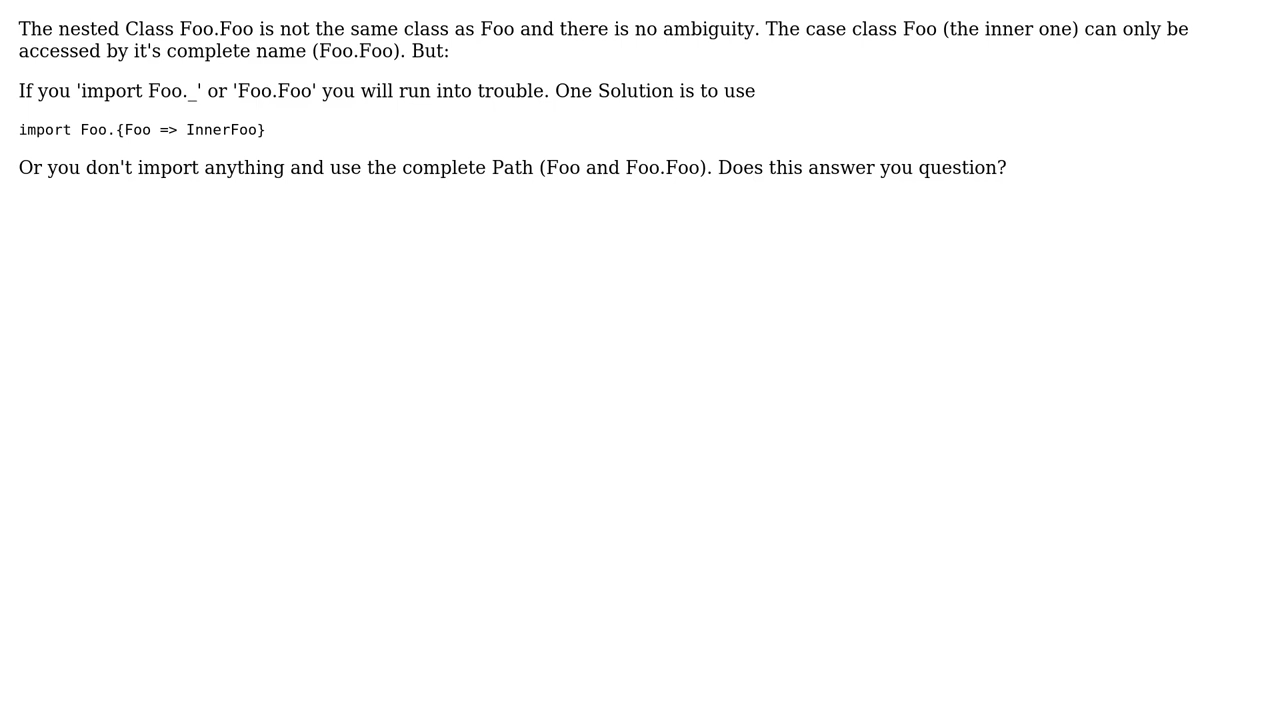 The nested Class Foo.Foo is not the same class as Foo and there is no ambiguity. The case class Foo (the inner one) can only be
accessed by it's complete name (Foo.Foo). But:
If you 'import Foo._' or 'Foo.Foo' you will run into trouble. One Solution is to use
import Foo.{Foo => InnerFoo}
Or you don't import anything and use the complete Path (Foo and Foo.Foo). Does this answer you question?